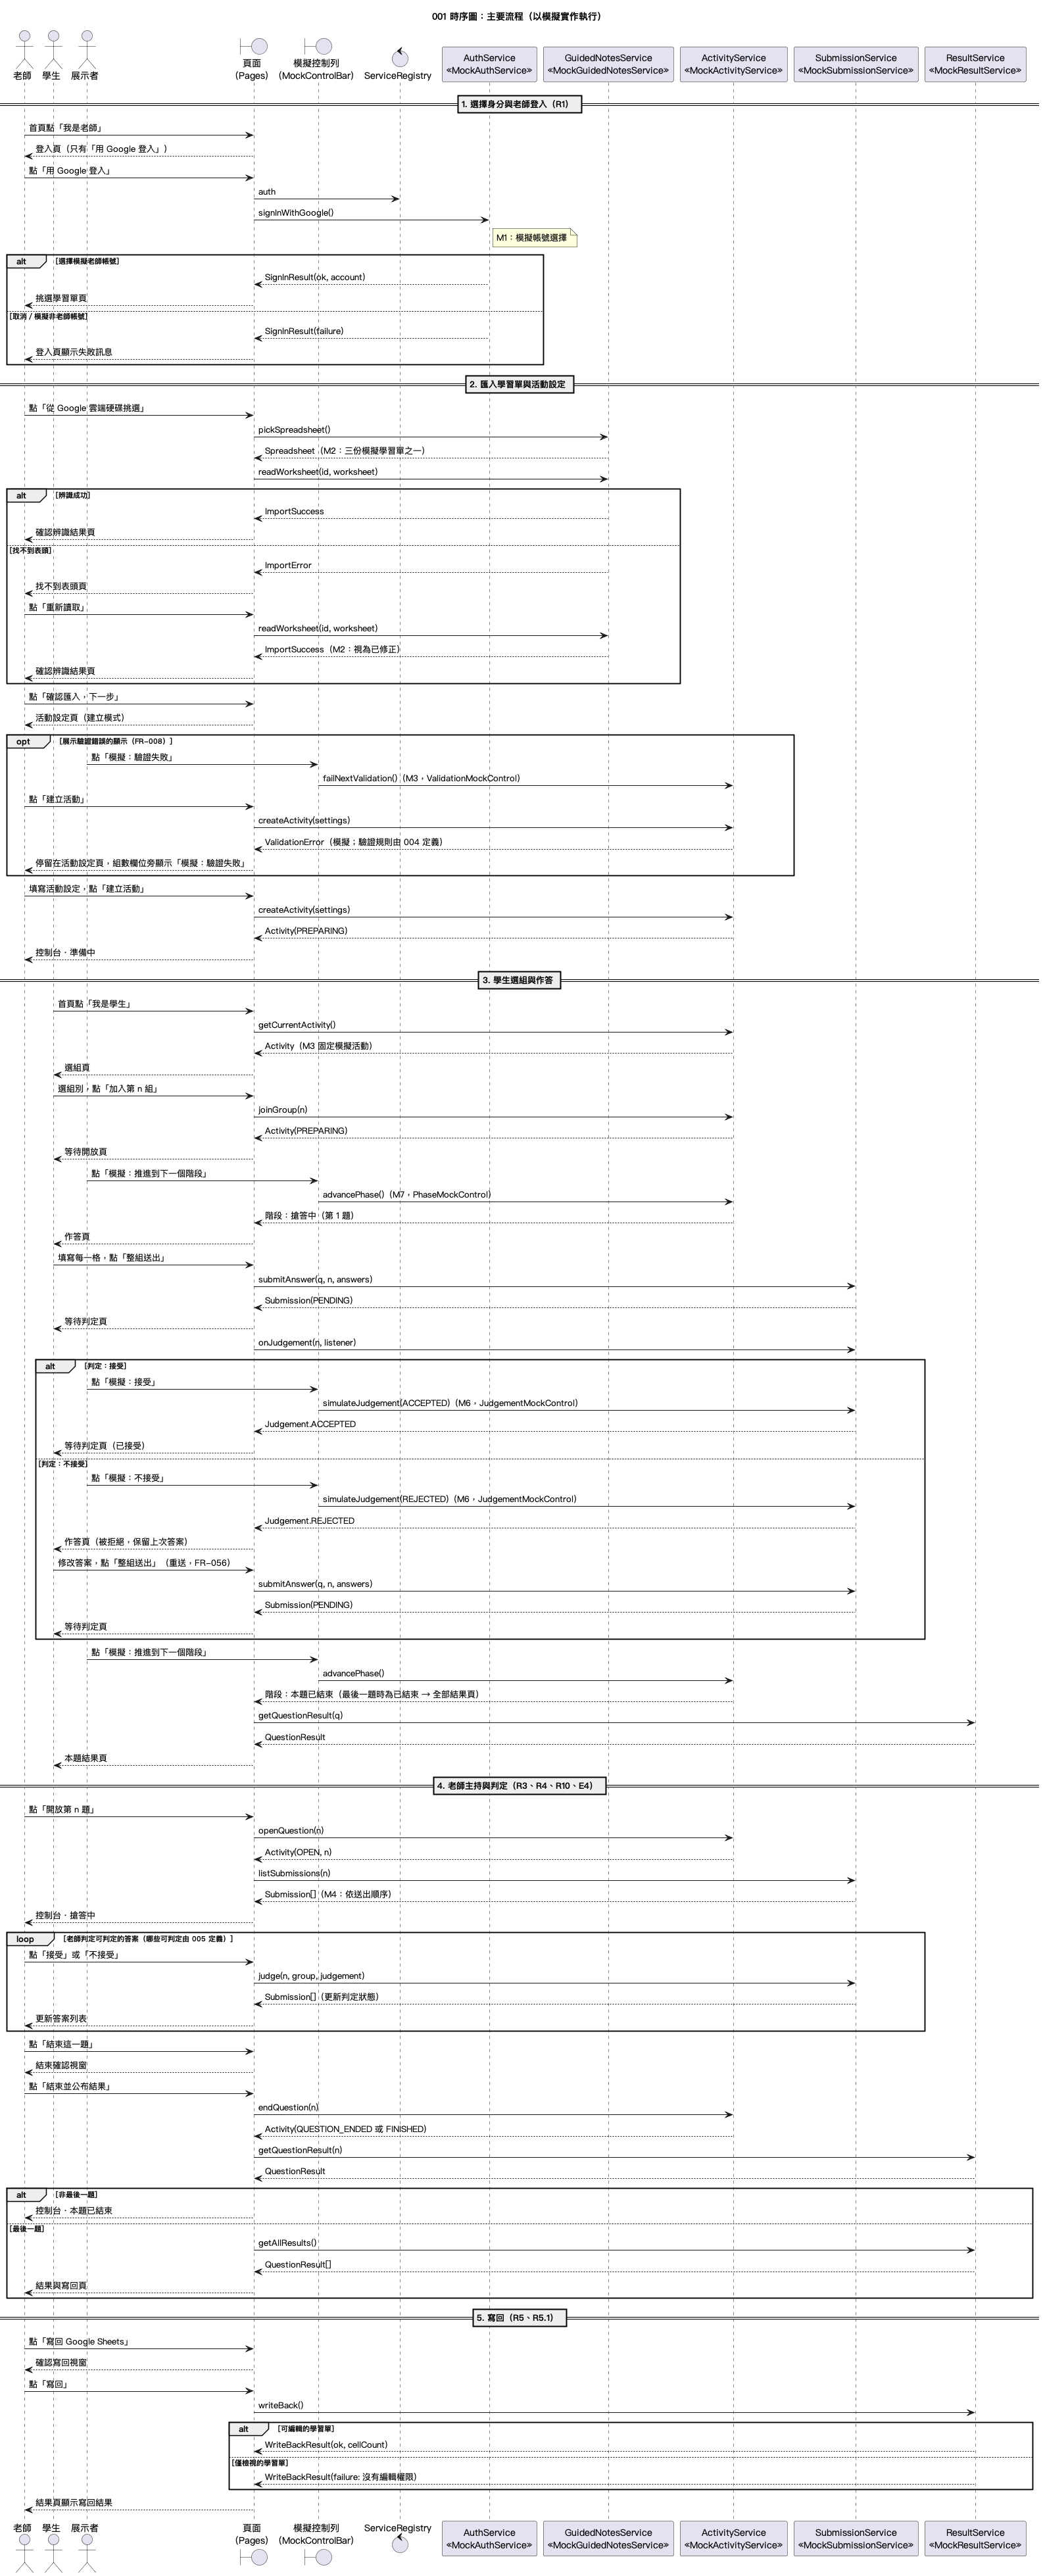 001 時序圖：主要流程（以模擬實作執行）
老師
學生
展示者
頁面
(Pages)
模擬控制列
(MockControlBar)
ServiceRegistry
AuthService
«MockAuthService»
GuidedNotesService
«MockGuidedNotesService»
ActivityService
«MockActivityService»
SubmissionService
«MockSubmissionService»
ResultService
«MockResultService»
1. 選擇身分與老師登入（R1）
首頁點「我是老師」
登入頁（只有「用 Google 登入」）
點「用 Google 登入」
auth
signInWithGoogle()
M1：模擬帳號選擇
alt [選擇模擬老師帳號]
SignInResult(ok, account)
挑選學習單頁
[取消 / 模擬非老師帳號]
SignInResult(failure)
登入頁顯示失敗訊息
2. 匯入學習單與活動設定
點「從 Google 雲端硬碟挑選」
pickSpreadsheet()
Spreadsheet（M2：三份模擬學習單之一）
readWorksheet(id, worksheet)
alt [辨識成功]
ImportSuccess
確認辨識結果頁
[找不到表頭]
ImportError
找不到表頭頁
點「重新讀取」
readWorksheet(id, worksheet)
ImportSuccess（M2：視為已修正）
確認辨識結果頁
點「確認匯入，下一步」
活動設定頁（建立模式）
opt [展示驗證錯誤的顯示（FR-008）]
點「模擬：驗證失敗」
failNextValidation()（M3，ValidationMockControl）
點「建立活動」
createActivity(settings)
ValidationError（模擬；驗證規則由 004 定義）
停留在活動設定頁，組數欄位旁顯示「模擬：驗證失敗」
填寫活動設定，點「建立活動」
createActivity(settings)
Activity(PREPARING)
控制台．準備中
3. 學生選組與作答
首頁點「我是學生」
getCurrentActivity()
Activity（M3 固定模擬活動）
選組頁
選組別，點「加入第 n 組」
joinGroup(n)
Activity(PREPARING)
等待開放頁
點「模擬：推進到下一個階段」
advancePhase()（M7，PhaseMockControl）
階段：搶答中（第 1 題）
作答頁
填寫每一格，點「整組送出」
submitAnswer(q, n, answers)
Submission(PENDING)
等待判定頁
onJudgement(n, listener)
alt [判定：接受]
點「模擬：接受」
simulateJudgement(ACCEPTED)（M6，JudgementMockControl）
Judgement.ACCEPTED
等待判定頁（已接受）
[判定：不接受]
點「模擬：不接受」
simulateJudgement(REJECTED)（M6，JudgementMockControl）
Judgement.REJECTED
作答頁（被拒絕，保留上次答案）
修改答案，點「整組送出」（重送，FR-056）
submitAnswer(q, n, answers)
Submission(PENDING)
等待判定頁
點「模擬：推進到下一個階段」
advancePhase()
階段：本題已結束（最後一題時為已結束 → 全部結果頁）
getQuestionResult(q)
QuestionResult
本題結果頁
4. 老師主持與判定（R3、R4、R10、E4）
點「開放第 n 題」
openQuestion(n)
Activity(OPEN, n)
listSubmissions(n)
Submission[]（M4：依送出順序）
控制台．搶答中
loop [老師判定可判定的答案（哪些可判定由 005 定義）]
點「接受」或「不接受」
judge(n, group, judgement)
Submission[]（更新判定狀態）
更新答案列表
點「結束這一題」
結束確認視窗
點「結束並公布結果」
endQuestion(n)
Activity(QUESTION_ENDED 或 FINISHED)
getQuestionResult(n)
QuestionResult
alt [非最後一題]
控制台．本題已結束
[最後一題]
getAllResults()
QuestionResult[]
結果與寫回頁
5. 寫回（R5、R5.1）
點「寫回 Google Sheets」
確認寫回視窗
點「寫回」
writeBack()
alt [可編輯的學習單]
WriteBackResult(ok, cellCount)
[僅檢視的學習單]
WriteBackResult(failure: 沒有編輯權限)
結果頁顯示寫回結果
老師
學生
展示者
頁面
(Pages)
模擬控制列
(MockControlBar)
ServiceRegistry
AuthService
«MockAuthService»
GuidedNotesService
«MockGuidedNotesService»
ActivityService
«MockActivityService»
SubmissionService
«MockSubmissionService»
ResultService
«MockResultService»